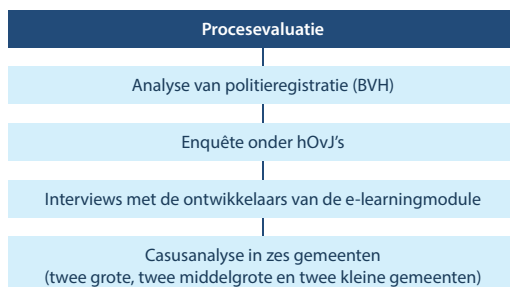 Procesevaluatie
Analyse van politieregistratie (BVH)
Enquête onder hOvJ's
Interviews met de ontwikkelaars van de e-learningmodule
Casusanalyse in zes gemeenten
(twee grote, twee middelgrote en twee kleine gemeenten)